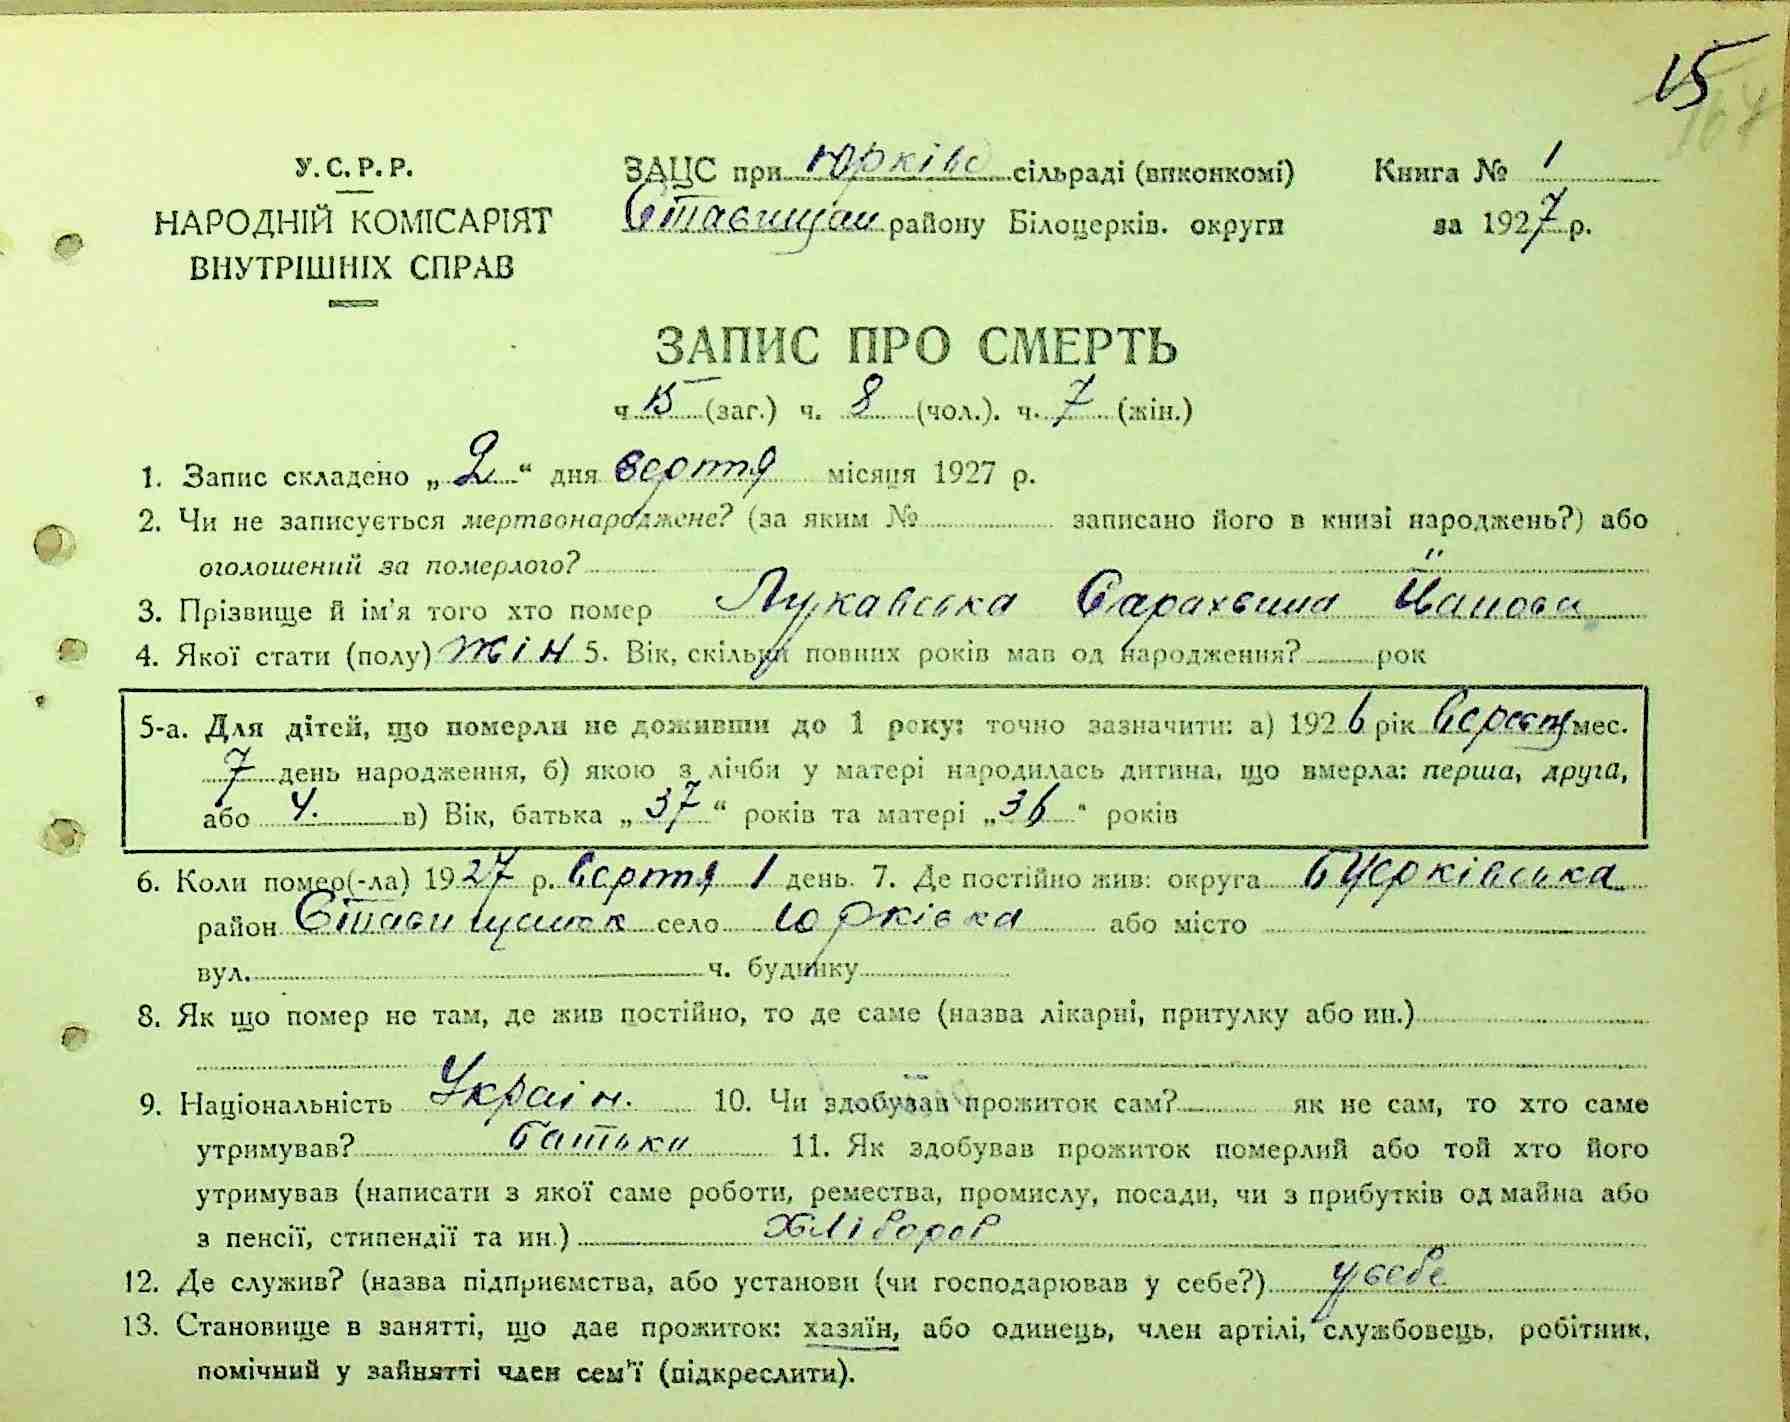 15
167
У. С. Р. Р.
НАРОДНІЙ КОМІСАРІЯТ
ВНУТРІШНІХ СПРАВ
ЗАЦС при Юрківс сільраді (виконкомі) Книга № 1
Ставищан району Білоцерків. округи за 1927 р.
ЗАПИС ПРО СМЕРТЬ
ч 15 (заг.) ч. 8 (чол.). ч. 7 (жін.)
1. Запис складено „2“ дня серпня місяця 1927 р.
2. Чи не записується мертвонароджене? (за яким № записано його в книзі народжень?) або
оголошений за померлого?
3. Прізвище й ім'я того хто помер Лукавська Іванова
4. Якої стати (полу) жін 5. Вік, скільки повних років мав од народження? рок
5-а. Для дітей, що померли не доживши до 1 року: точно зазначити: а) 1926 рік мес.
7 день народження, б) якою з лічби у матері народилась дитина, що вмерла: перша, друга,
або 4. в) Вік, батька „37“ років та матері „36“ років
6. Коли помер(-ла) 1927 р. серпня 1 день. 7. Де постійно жив: округа БЦерківська
район Ставищанськ село Юрківка або місто
вул. ч. будинку
8. Як що помер не там, де жив постійно, то де саме (назва лікарні, притулку або ин.)
9. Національність Україн. 10. Чи здобував прожиток сам? як не сам, то хто саме
утримував? батьки 11. Як здобував прожиток померлий або той хто його
утримував (написати з якої саме роботи, ремества, промислу, посади, чи з прибутків од майна або
з пенсії, стипендії та ин.) хлібороб
12. Де служив? (назва підприємства, або установи (чи господарював у себе?) у себе
13. Становище в занятті, що дає прожиток: хазяїн, або одинець, член артілі, службовець, робітник,
помічний у зайнятті член сем'ї (підкреслити).